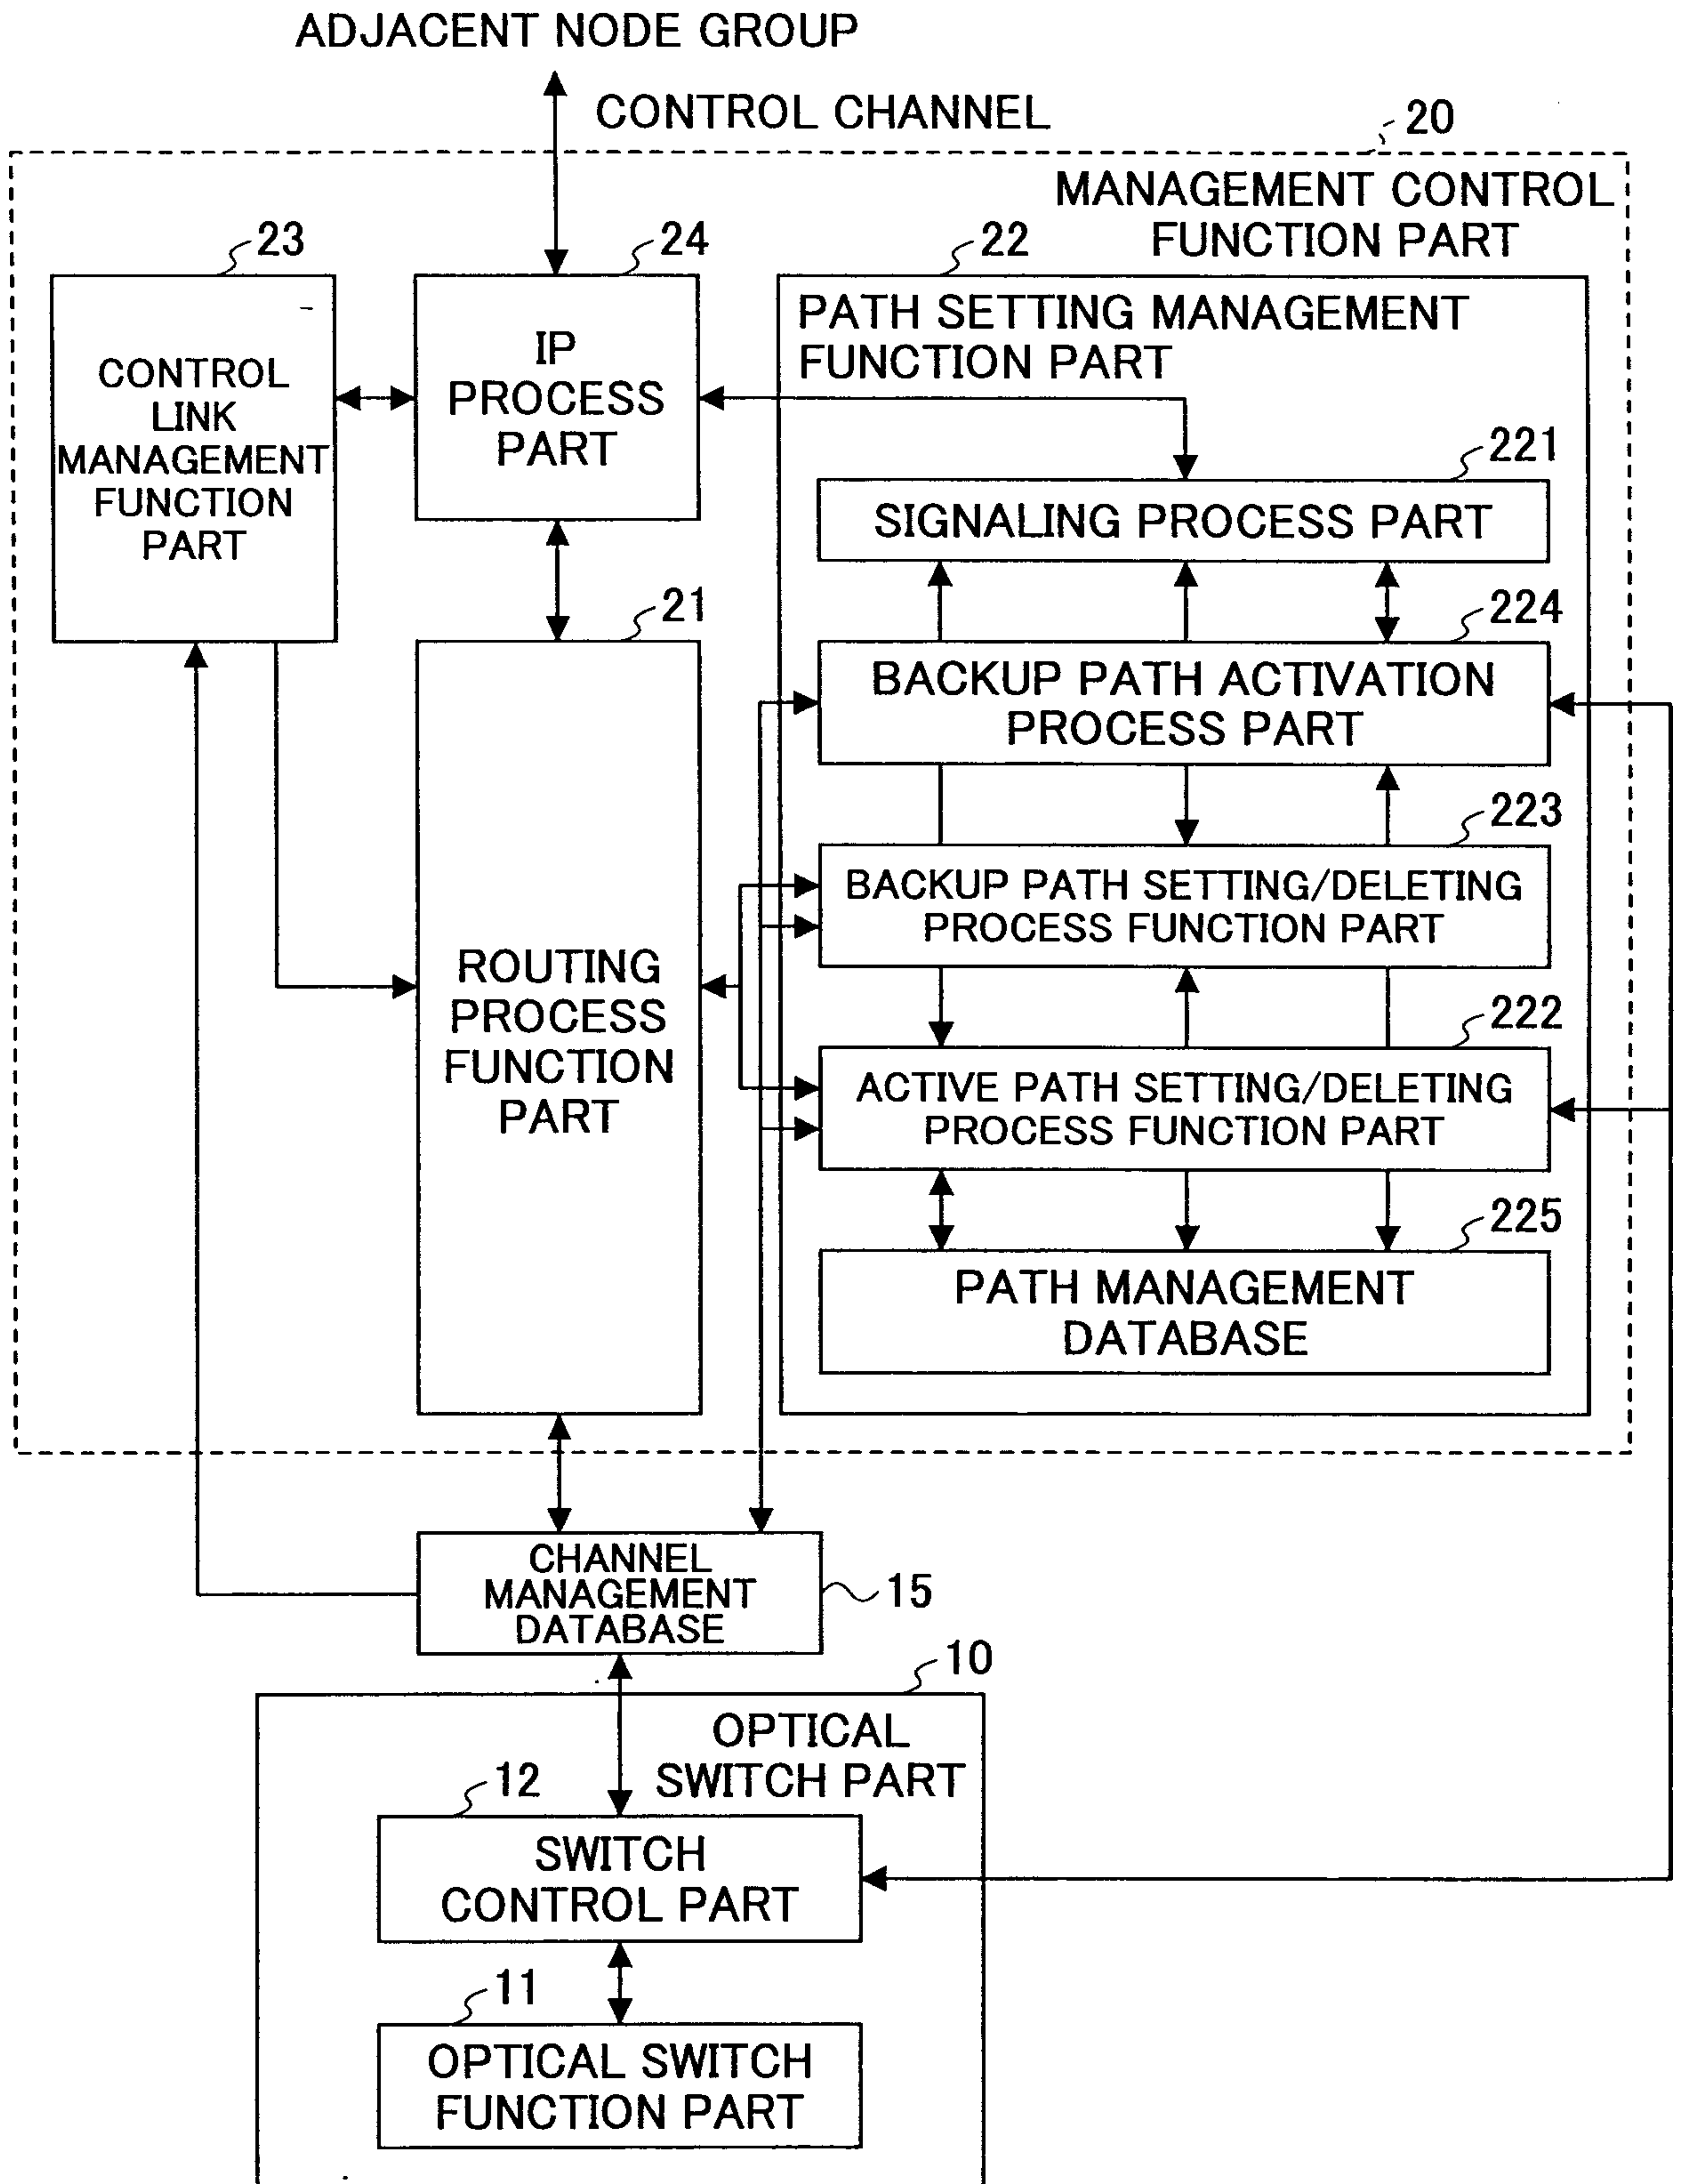 ADJACENT NODE GROUP
CONTROL CHANNEL
20
MANAGEMENT CONTROL
FUNCTION PART
23
CONTROL
LINK
MANAGEMENT
FUNCTION
PART
24
IP
PROCESS
PART
22
PATH SETTING MANAGEMENT
FUNCTION PART
221
SIGNALING PROCESS PART
224
BACKUP PATH ACTIVATION
PROCESS PART
223
BACKUP PATH SETTING/DELETING
PROCESS FUNCTION PART
222
ACTIVE PATH SETTING/DELETING
PROCESS FUNCTION PART
225
PATH MANAGEMENT
DATABASE
21
ROUTING
PROCESS
FUNCTION
PART
CHANNEL
MANAGEMENT
DATABASE
15
10
OPTICAL
SWITCH PART
12
SWITCH
CONTROL PART
11
OPTICAL SWITCH
FUNCTION PART